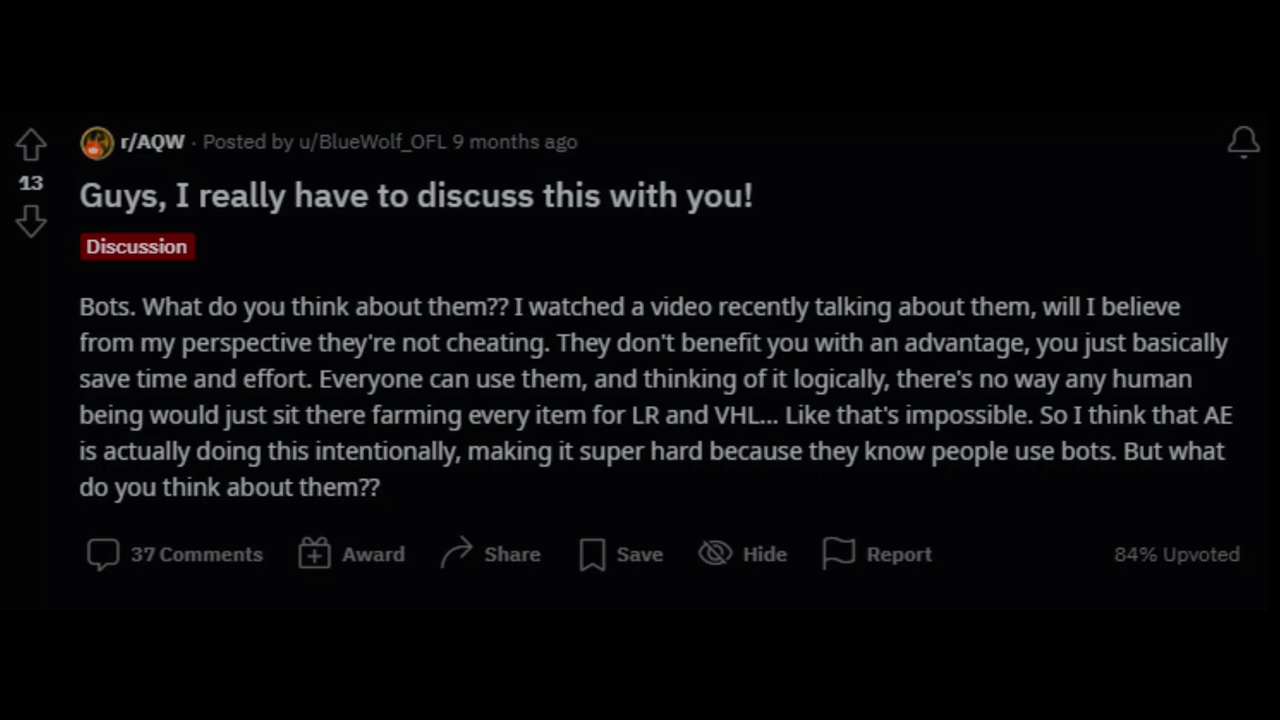 r/AQW · Posted by u/BlueWolf_OFL 9 months ago
13
Guys, I really have to discuss this with you!
Discussion
Bots. What do you think about them?? I watched a video recently talking about them, will I believe
from my perspective they're not cheating. They don't benefit you with an advantage, you just basically
save time and effort. Everyone can use them, and thinking of it logically, there's no way any human
being would just sit there farming every item for LR and VHL... Like that's impossible. So I think that AE
is actually doing this intentionally, making it super hard because they know people use bots. But what
do you think about them??
37 Comments Award Share Save Hide Report 84% Upvoted